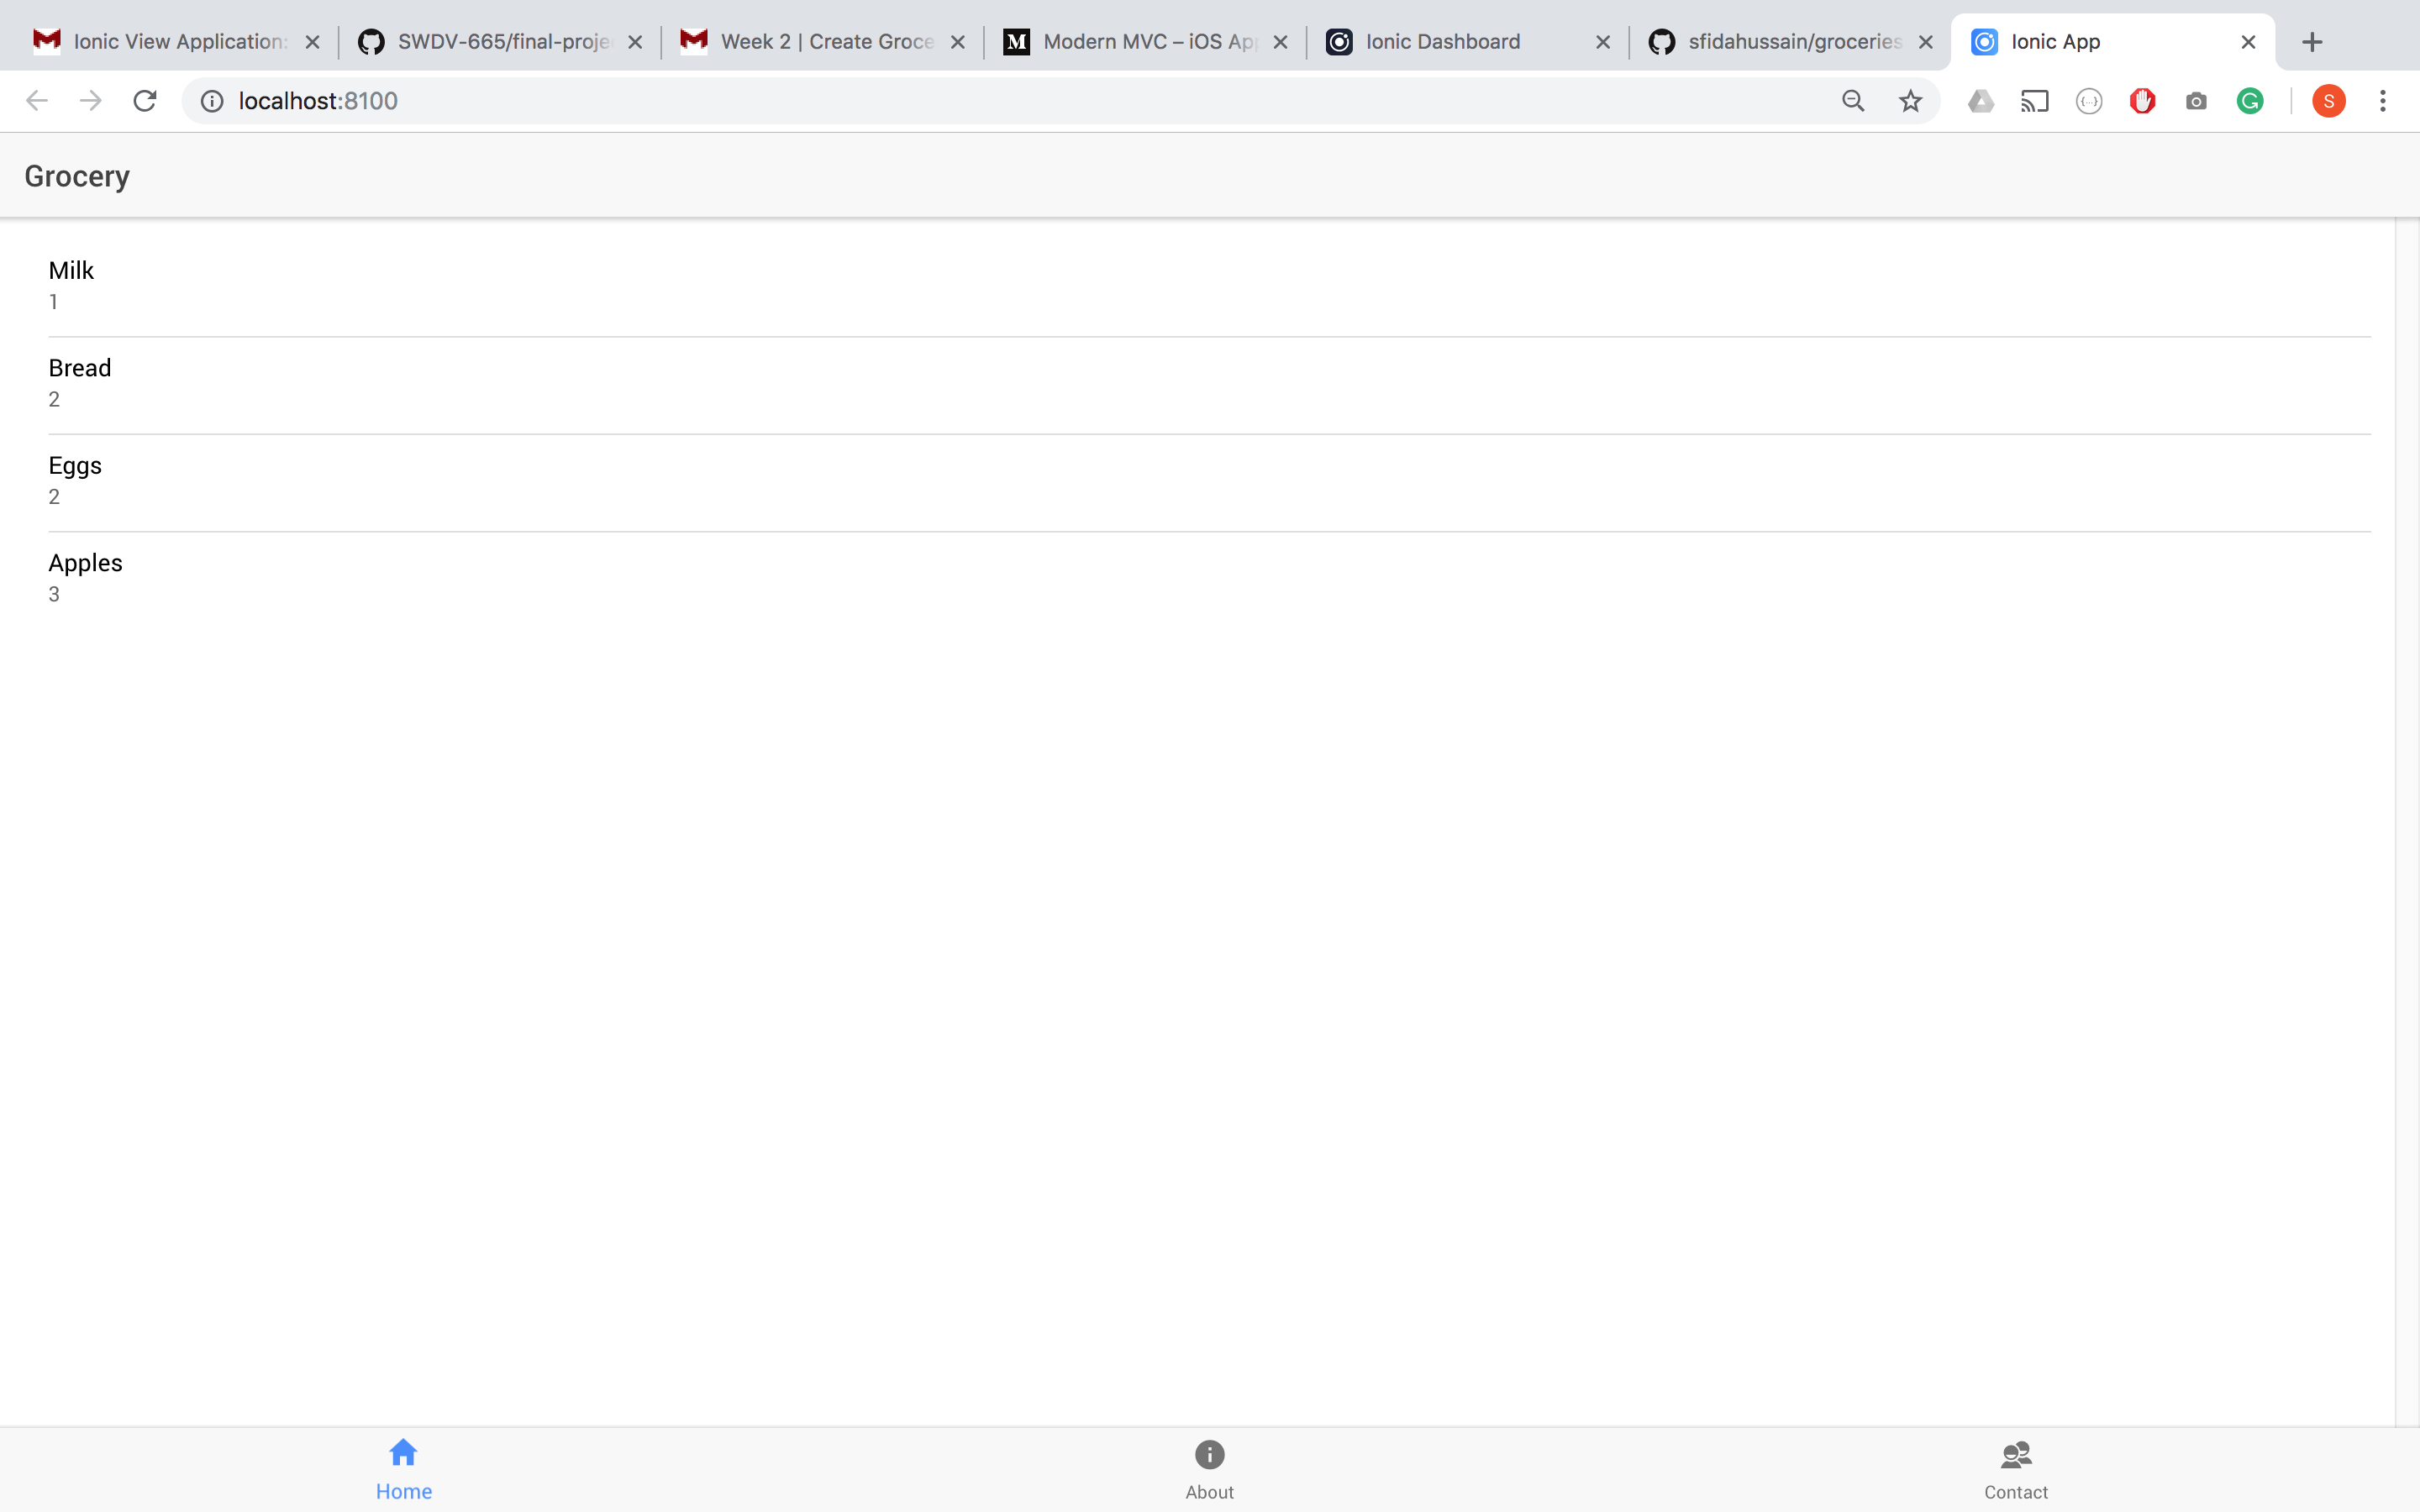 Ionic View Application:
SWDV-665/final-proje
Week 2 | Create Groce
Modern MVC – iOS App
Ionic Dashboard
sfidahussain/groceries
Ionic App
localhost:8100
S
Grocery
Milk
1
Bread
2
Eggs
2
Apples
3
Home
About
Contact